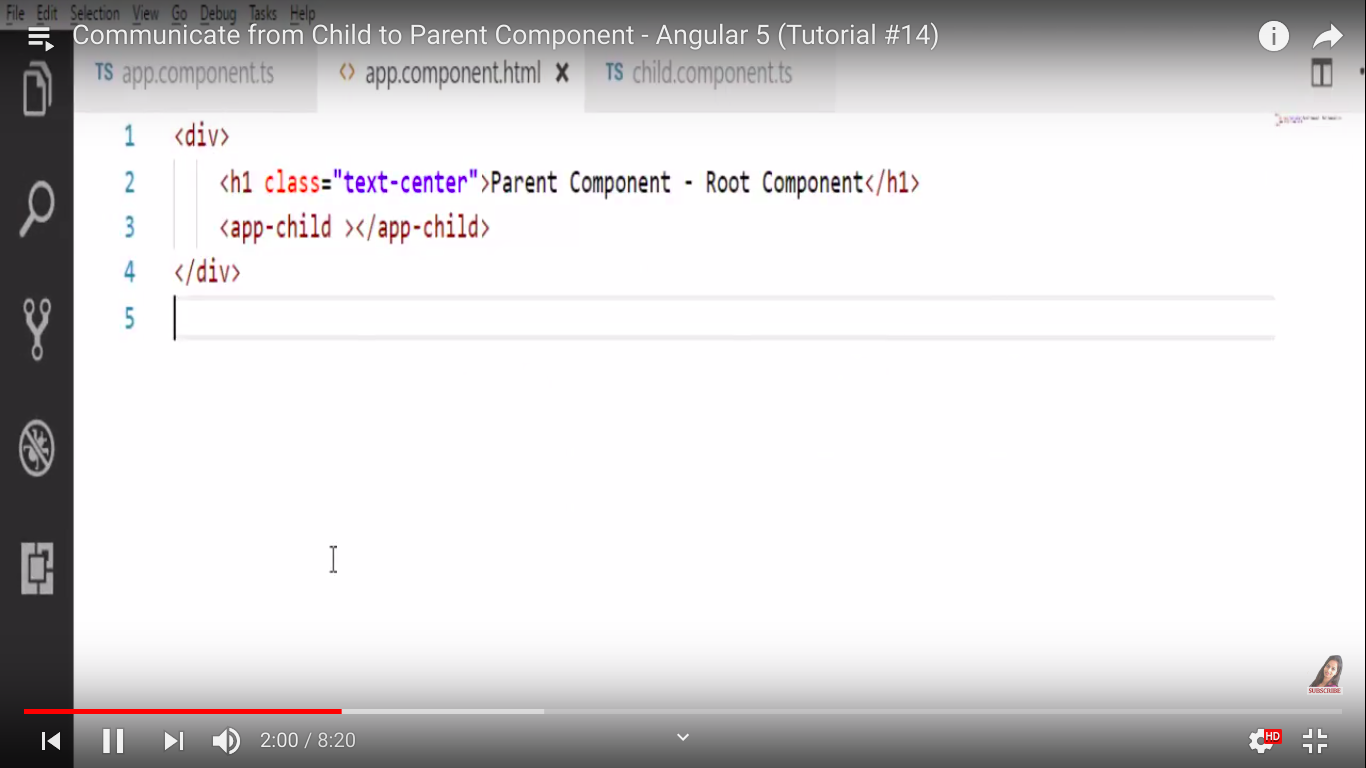 File Edit Selection View Go Debug Tasks Help
Communicate from Child to Parent Component - Angular 5 (Tutorial #14)
TS app.component.ts <> app.component.html x TS child.component.ts
1 <div>
2 <h1 class="text-center">Parent Component - Root Component</h1>
3 <app-child ></app-child>
4 </div>
5
SUBSCRIBE
2:00 / 8:20
HD